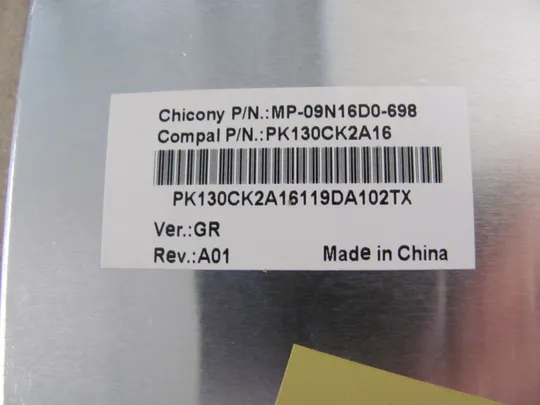 Chicony P/N.:MP-09N16D0-698
Compal P/N.:PK130CK2A16
PK130CK2A16119DA102TX
Ver.:GR
Rev.:A01
Made in China